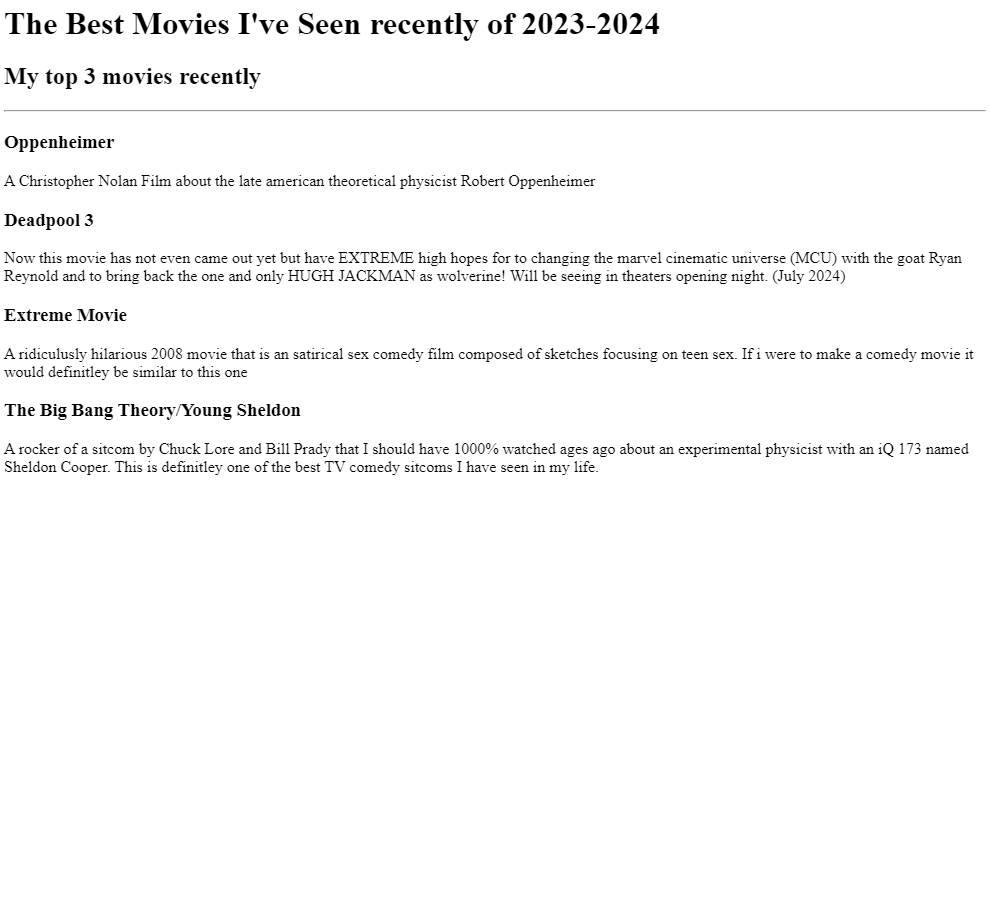 The Best Movies I've Seen recently of 2023-2024
My top 3 movies recently
Oppenheimer
A Christopher Nolan Film about the late american theoretical physicist Robert Oppenheimer
Deadpool 3
Now this movie has not even came out yet but have EXTREME high hopes for to changing the marvel cinematic universe (MCU) with the goat Ryan
Reynold and to bring back the one and only HUGH JACKMAN as wolverine! Will be seeing in theaters opening night. (July 2024)
Extreme Movie
A ridiculusly hilarious 2008 movie that is an satirical sex comedy film composed of sketches focusing on teen sex. If i were to make a comedy movie it
would definitley be similar to this one
The Big Bang Theory/Young Sheldon
A rocker of a sitcom by Chuck Lore and Bill Prady that I should have 1000% watched ages ago about an experimental physicist with an iQ 173 named
Sheldon Cooper. This is definitley one of the best TV comedy sitcoms I have seen in my life.